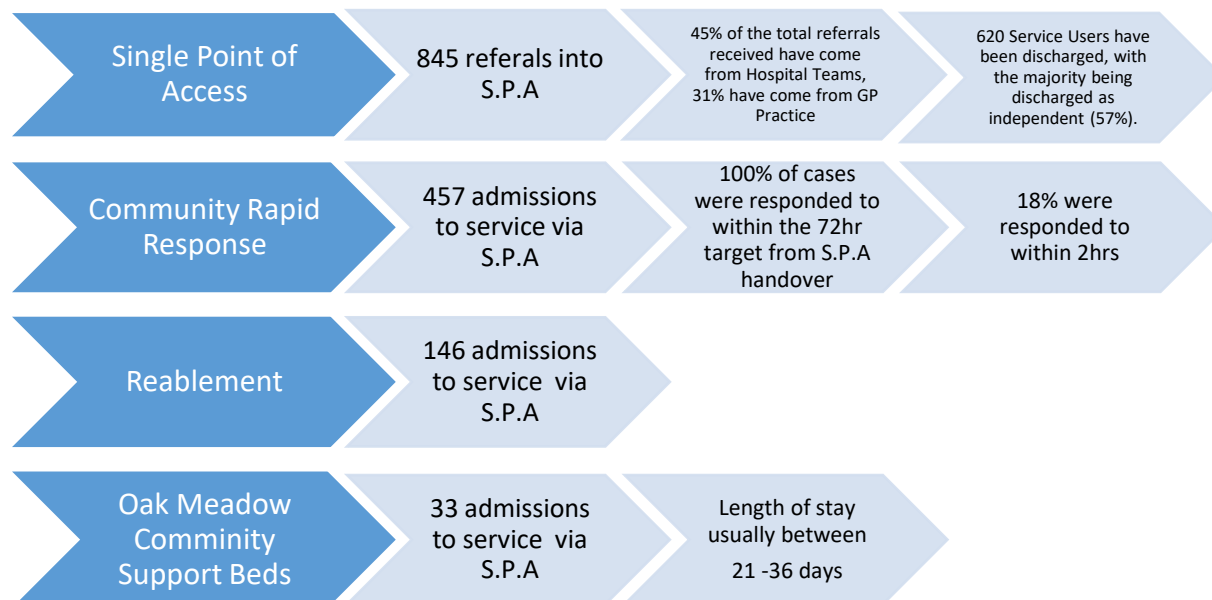 Single Point of
Access
845 referrals into
S.P.A
45% of the total referrals
received have come
from Hospital Teams,
31% have come from GP
Practice
620 Service Users have
been discharged, with
the majority being
discharged as
independent (57%).
Community Rapid
Response
457 admissions
to service via
S.P.A
100% of cases
were responded to
within the 72hr
target from S.P.A
handover
18% were
responded to
within 2hrs
Reablement
146 admissions
to service  via
S.P.A
Oak Meadow
Comminity
Support Beds
33 admissions
to service  via
S.P.A
Length of stay
usually between
21 -36 days